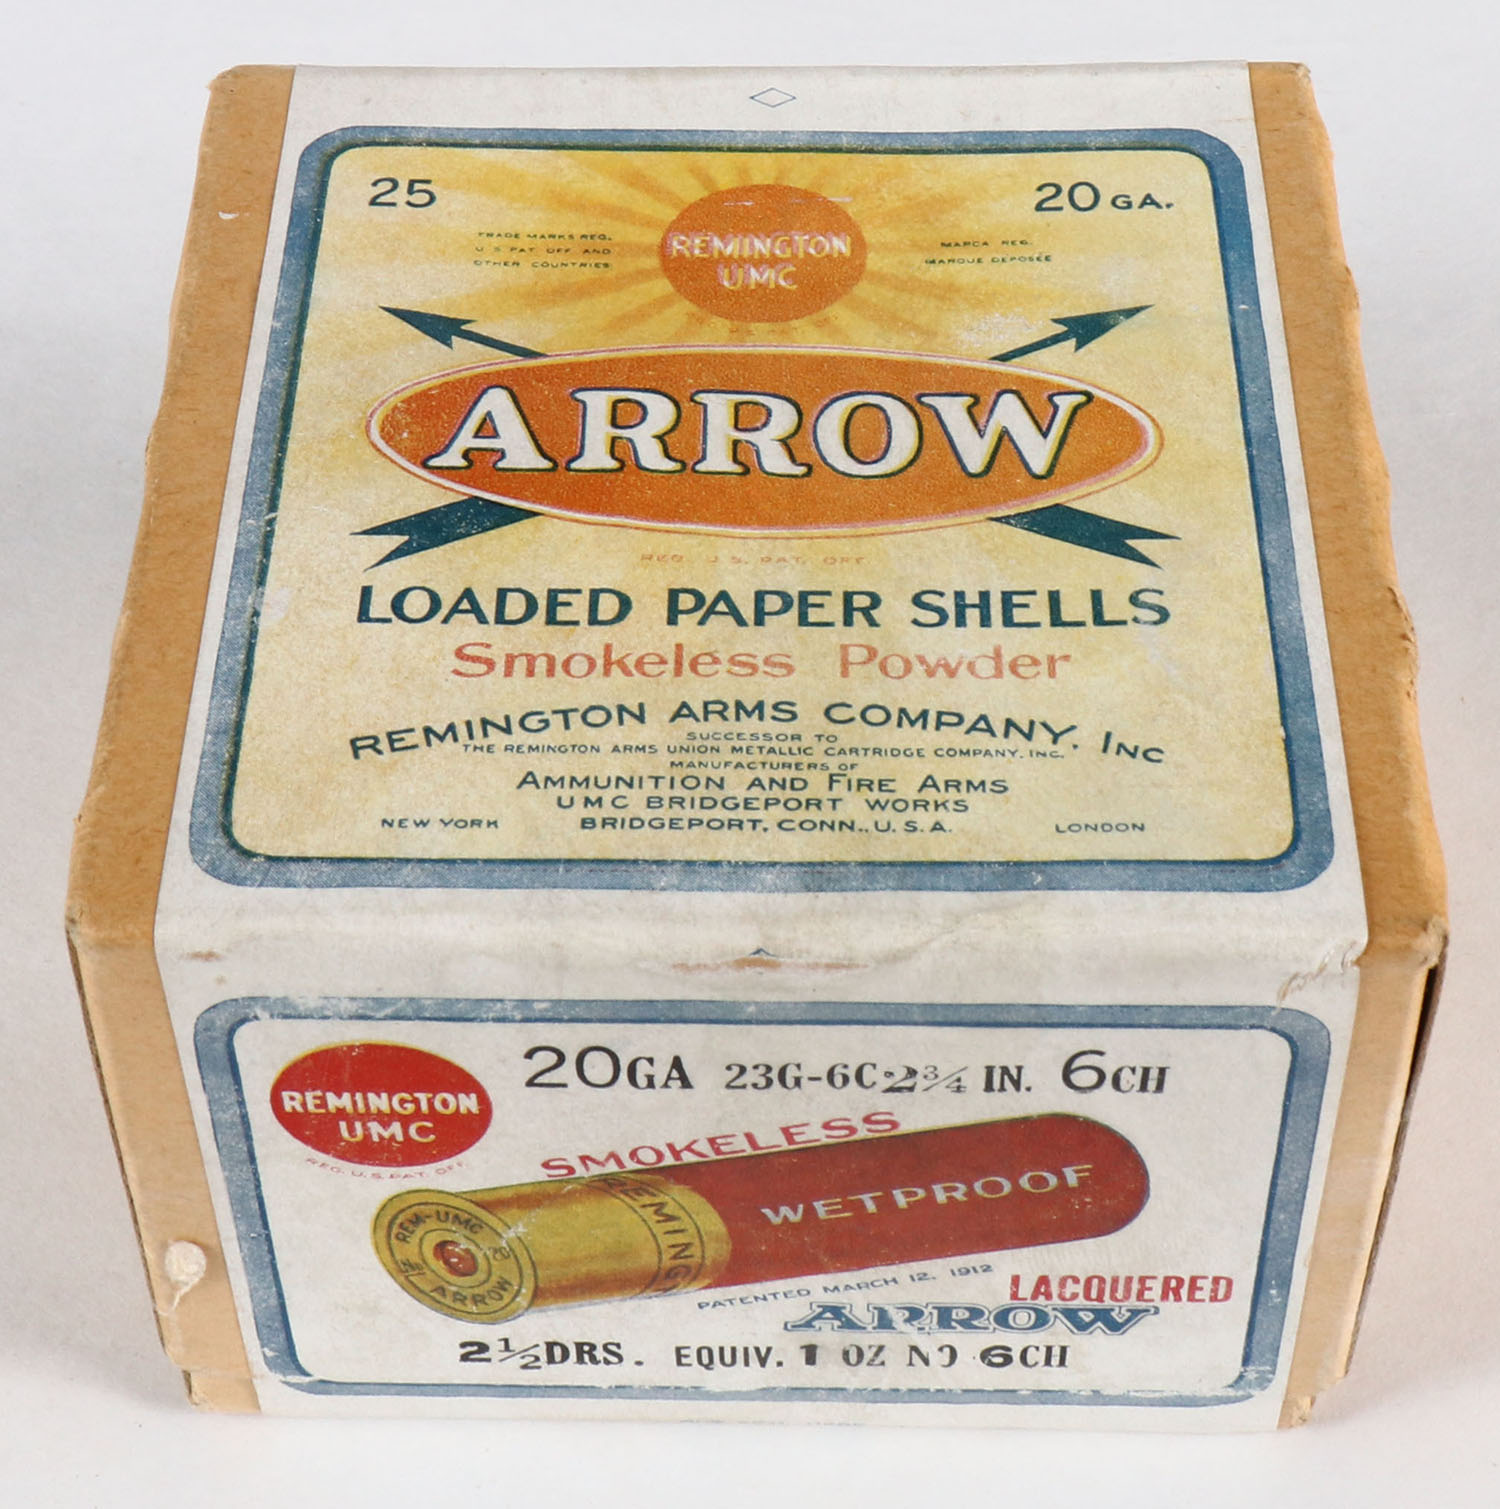 25
20 GA.
TRADE MARKS REG.
U S PAT OFF AND
OTHER COUNTRIES
REMINGTON
UMC
MARCA REG.
MARQUE DEPOSÉE
ARROW
REG. U.S. PAT. OFF.
LOADED PAPER SHELLS
Smokeless Powder
REMINGTON ARMS COMPANY, INC
SUCCESSOR TO
THE REMINGTON ARMS UNION METALLIC CARTRIDGE COMPANY, INC.
MANUFACTURERS OF
AMMUNITION AND FIRE ARMS
UMC BRIDGEPORT WORKS
NEW YORK
BRIDGEPORT, CONN., U.S.A.
LONDON
REMINGTON
UMC
REG. U.S. PAT. OFF.
20GA 23G-6C 2¾ IN. 6CH
SMOKELESS
REMING
WETPROOF
REM-UMC
No 20
ARROW
PATENTED MARCH 12, 1912
LACQUERED
ARROW
2½DRS. EQUIV. 1 OZ NO 6CH